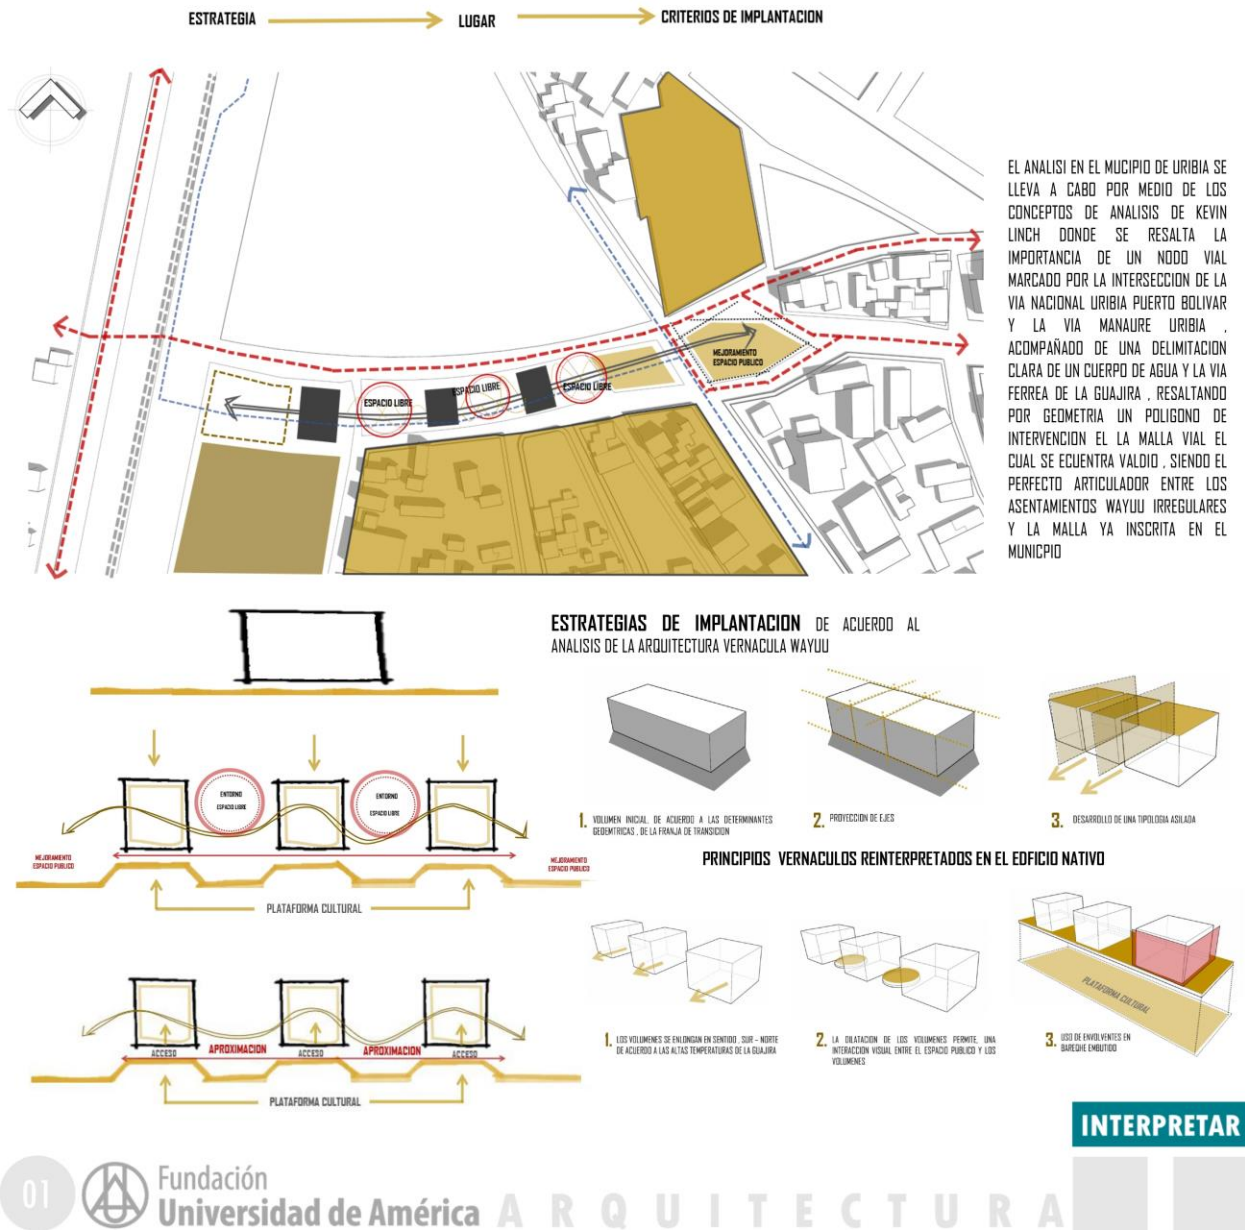 ESTRATEGIA
LUGAR
CRITERIOS DE IMPLANTACION
EL ANALISI EN EL MUCIPIO DE URIBIA SE
LLEVA A CABO POR MEDIO DE LOS
CONCEPTOS DE ANALISIS DE KEVIN
LINCH DONDE SE RESALTA LA
IMPORTANCIA DE UN NODO VIAL
MARCADO POR LA INTERSECCION DE LA
VIA NACIONAL URIBIA PUERTO BOLIVAR
Y LA VIA MANAURE URIBIA ,
ACOMPAÑADO DE UNA DELIMITACION
CLARA DE UN CUERPO DE AGUA Y LA VIA
FERREA DE LA GUAJIRA , RESALTANDO
POR GEOMETRIA UN POLIGONO DE
INTERVENCION EL LA MALLA VIAL EL
CUAL SE ECUENTRA VALDIO , SIENDO EL
PERFECTO ARTICULADOR ENTRE LOS
ASENTAMIENTOS WAYUU IRREGULARES
Y LA MALLA YA INSCRITA EN EL
MUNICPIO
MEJORAMIENTO
ESPACIO PUBLICO
ESPACIO LIBRE
ESPACIO LIBRE
ESPACIO LIBRE
ESTRATEGIAS DE IMPLANTACION DE ACUERDO AL
ANALISIS DE LA ARQUITECTURA VERNACULA WAYUU
1. VOLUMEN INICIAL, DE ACUERDO A LAS DETERMINANTES
GEOEMTRICAS , DE LA FRANJA DE TRANSICION
2. PROYECCION DE EJES
3. DESARROLLO DE UNA TIPOLOGIA ASILADA
ENTORNO
ESPACIO LIBRE
ENTORNO
ESPACIO LIBRE
MEJORAMIENTO
ESPACIO PUBLICO
MEJORAMIENTO
ESPACIO PUBLICO
PLATAFORMA CULTURAL
PRINCIPIOS VERNACULOS REINTERPRETADOS EN EL EDFICIO NATIVO
PLATAFORMA CULTURAL
1. LOS VOLUMENES SE ENLONGAN EN SENTIDO , SUR – NORTE
DE ACUERDO A LAS ALTAS TEMPERATURAS DE LA GUAJIRA
2. LA DILATACION DE LOS VOLUMENES PERMITE, UNA
INTERACCION VISUAL ENTRE EL ESPACIO PUBLICO Y LOS
VOLUMENES
3. USO DE ENVOLVENTES EN
BAREQHE EMBUTIDO
ACCESO
APROXIMACION
ACCESO
APROXIMACION
ACCESO
PLATAFORMA CULTURAL
INTERPRETAR
01
Fundación
Universidad de América
ARQUITECTURA